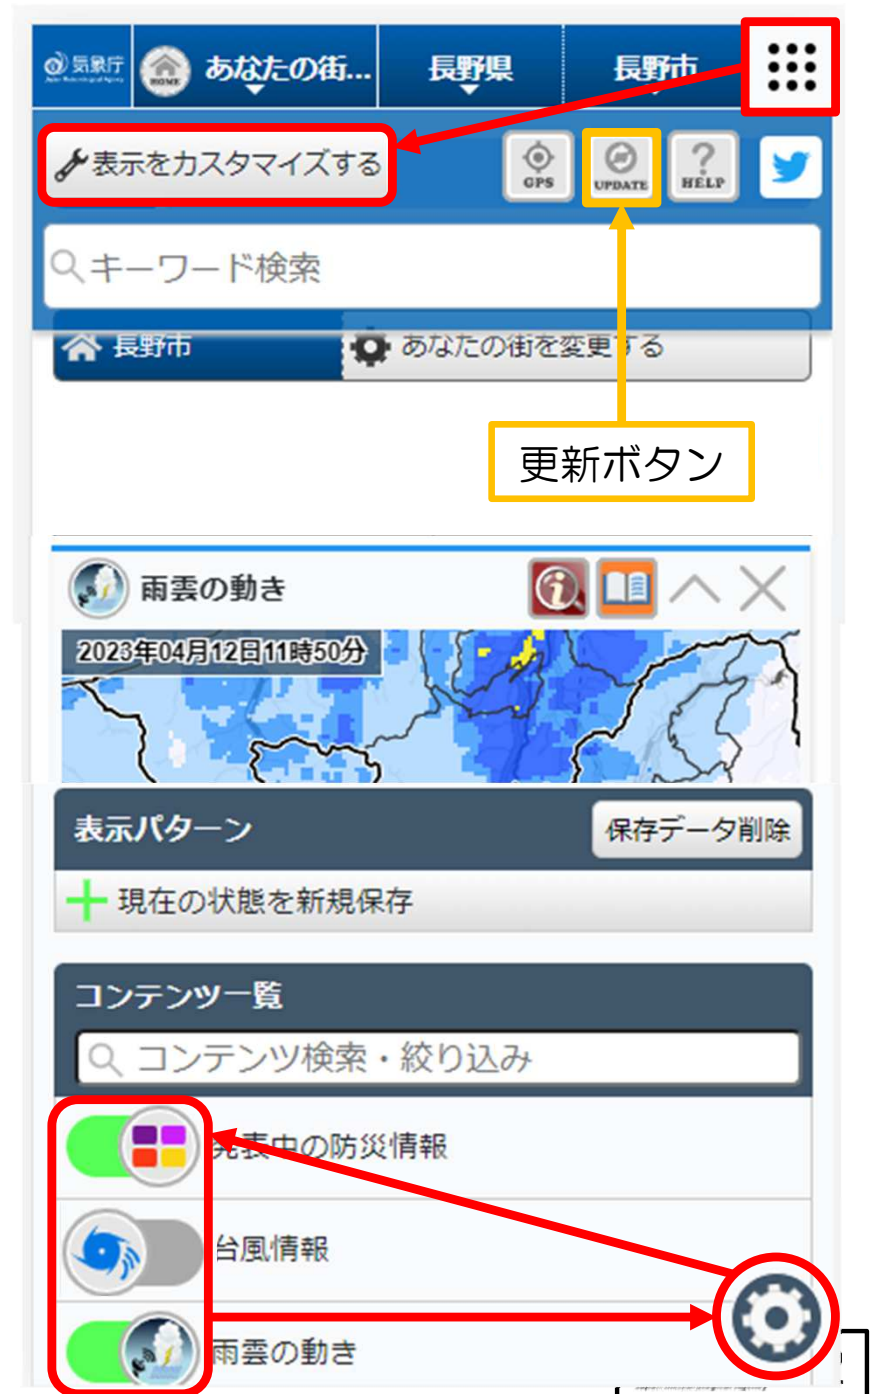 気象庁
HOME
あなたの街...
長野県
長野市
表示をカスタマイズする
GPS
UPDATE
HELP
キーワード検索
長野市
あなたの街を変更する
更新ボタン
雨雲の動き
2023年04月12日11時50分
表示パターン
保存データ削除
現在の状態を新規保存
コンテンツ一覧
コンテンツ検索・絞り込み
発表中の防災情報
台風情報
雨雲の動き